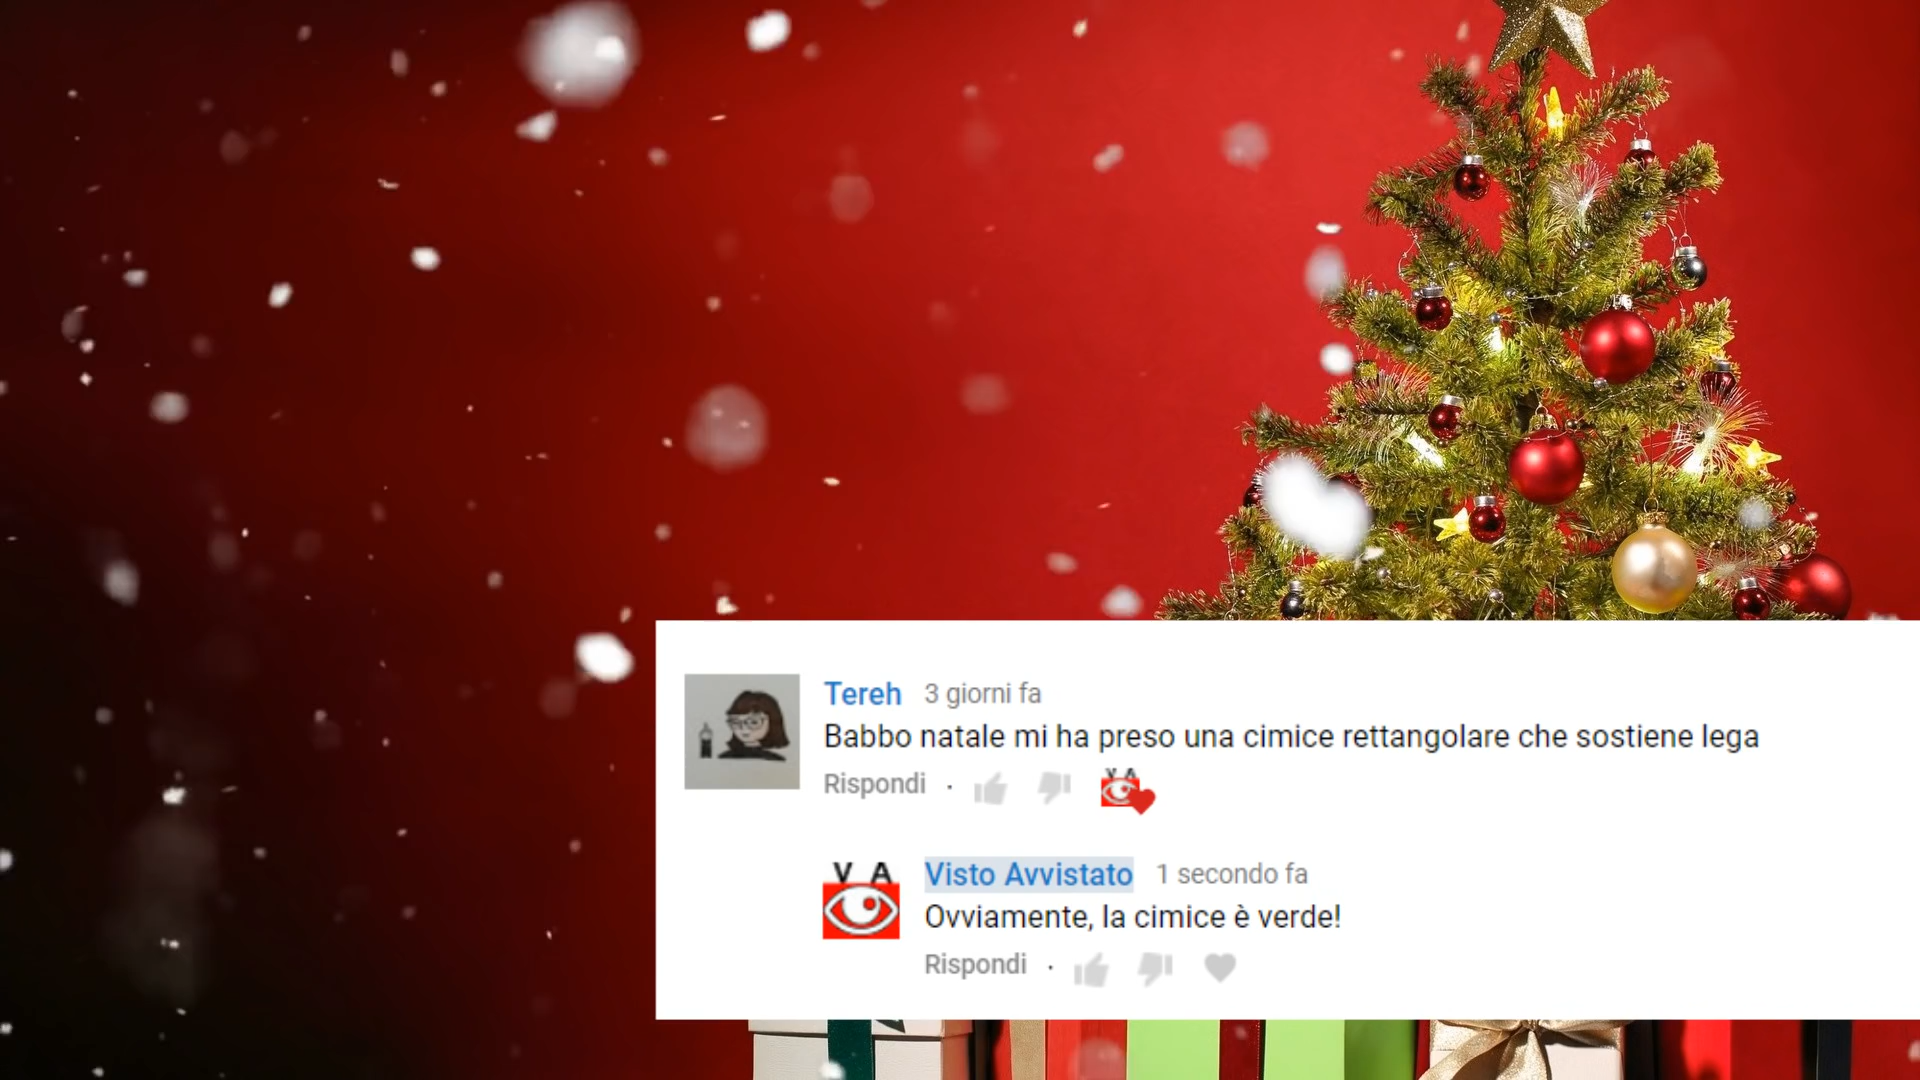 Tereh 3 giorni fa
Babbo natale mi ha preso una cimice rettangolare che sostiene lega
Rispondi ·
V A
V A
Visto Avvistato 1 secondo fa
Ovviamente, la cimice è verde!
Rispondi ·